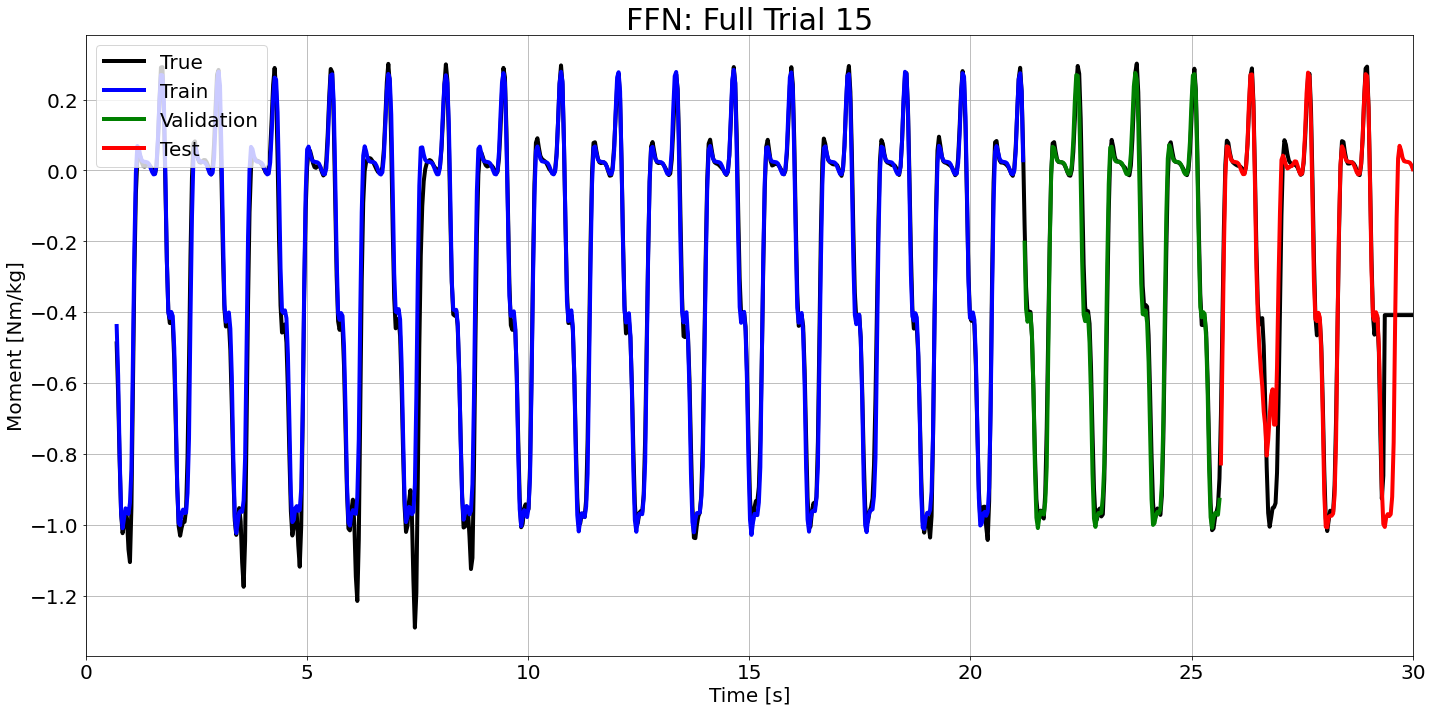 FFN: Full Trial 15
True
Train
Validation
Test
0.2
0.0
−0.2
−0.4
−0.6
−0.8
−1.0
−1.2
Moment [Nm/kg]
0 5 10 15 20 25 30
Time [s]